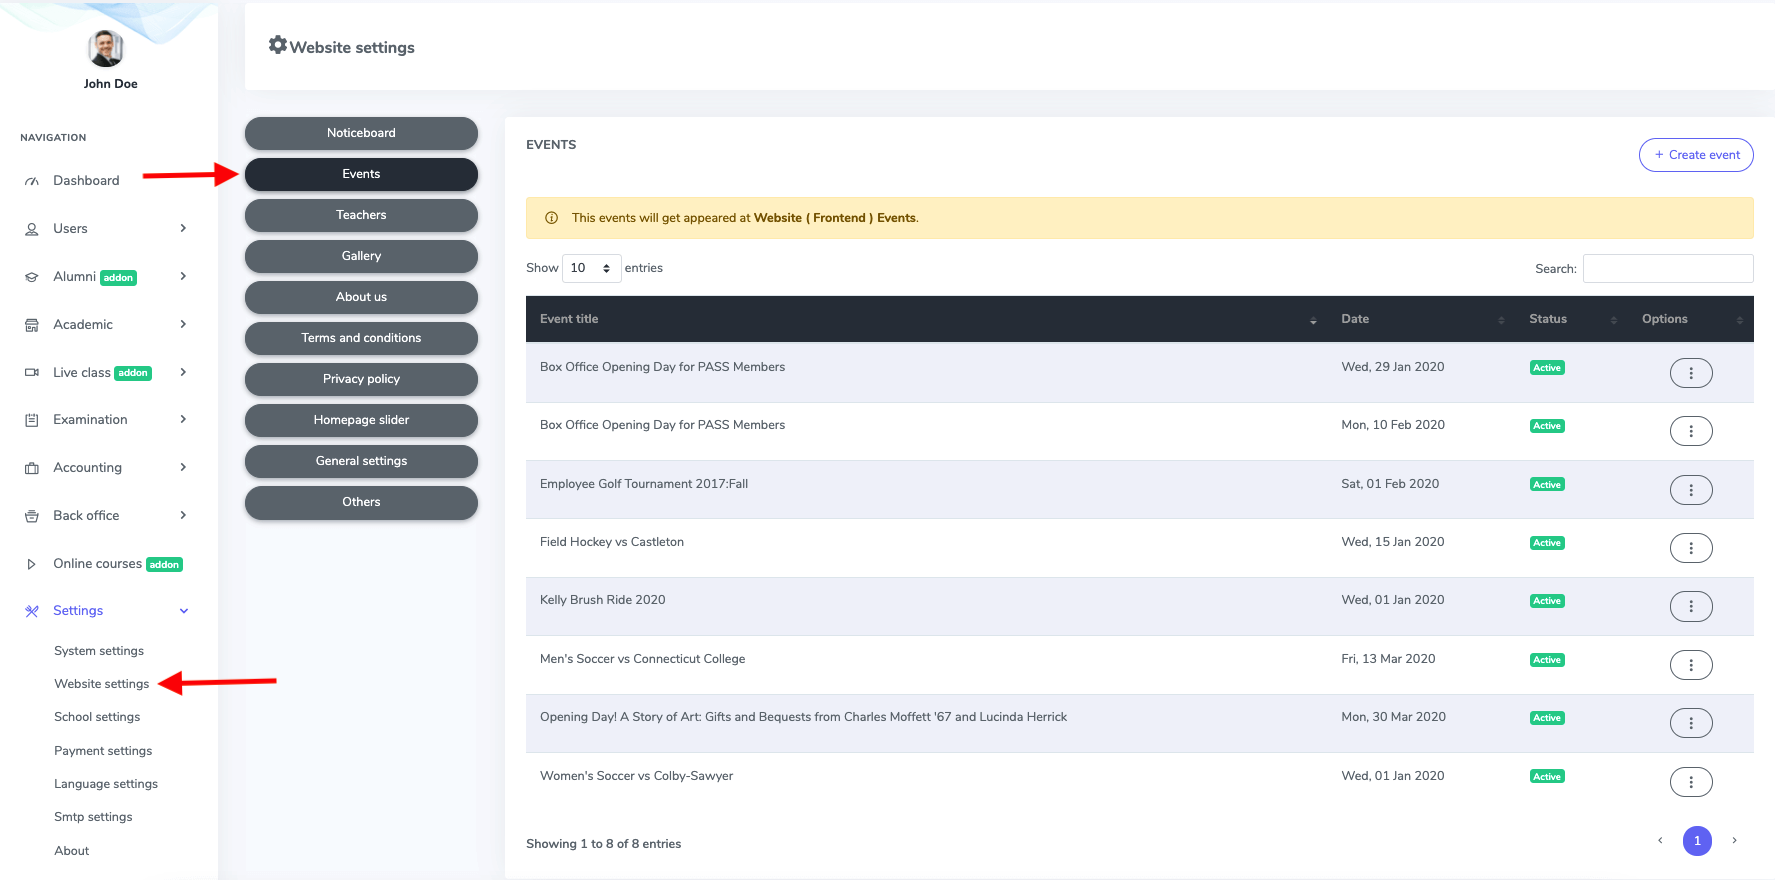 John Doe
NAVIGATION
Dashboard
Users
Alumni addon
Academic
Live class addon
Examination
Accounting
Back office
Online courses addon
Settings
System settings
Website settings
School settings
Payment settings
Language settings
Smtp settings
About
Website settings
Noticeboard
Events
Teachers
Gallery
About us
Terms and conditions
Privacy policy
Homepage slider
General settings
Others
EVENTS
+ Create event
This events will get appeared at Website ( Frontend ) Events.
Show 10 entries
Search:
Event title Date Status Options
Box Office Opening Day for PASS Members Wed, 29 Jan 2020 Active
Box Office Opening Day for PASS Members Mon, 10 Feb 2020 Active
Employee Golf Tournament 2017:Fall Sat, 01 Feb 2020 Active
Field Hockey vs Castleton Wed, 15 Jan 2020 Active
Kelly Brush Ride 2020 Wed, 01 Jan 2020 Active
Men's Soccer vs Connecticut College Fri, 13 Mar 2020 Active
Opening Day! A Story of Art: Gifts and Bequests from Charles Moffett '67 and Lucinda Herrick Mon, 30 Mar 2020 Active
Women's Soccer vs Colby-Sawyer Wed, 01 Jan 2020 Active
Showing 1 to 8 of 8 entries
1